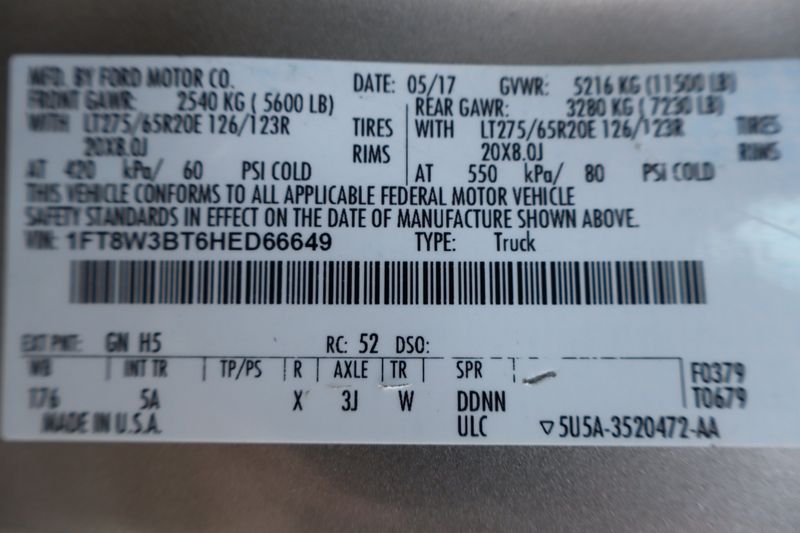 MFD. BY FORD MOTOR CO. DATE: 05/17 GVWR: 5216 KG (11500 LB)
FRONT GAWR: 2540 KG ( 5600 LB) REAR GAWR: 3280 KG ( 7230 LB)
WITH LT275/65R20E 126/123R TIRES WITH LT275/65R20E 126/123R TIRES
20X8.0J RIMS 20X8.0J RIMS
AT 420 kPa/ 60 PSI COLD AT 550 kPa/ 80 PSI COLD
THIS VEHICLE CONFORMS TO ALL APPLICABLE FEDERAL MOTOR VEHICLE
SAFETY STANDARDS IN EFFECT ON THE DATE OF MANUFACTURE SHOWN ABOVE.
VIN: 1FT8W3BT6HED66649 TYPE: Truck
EXT PNT: GN H5 RC: 52 DSO:
WB INT TR TP/PS R AXLE TR SPR F0379
176 5A X 3J W DDNN T0679
MADE IN U.S.A. ULC ▽5U5A-3520472-AA